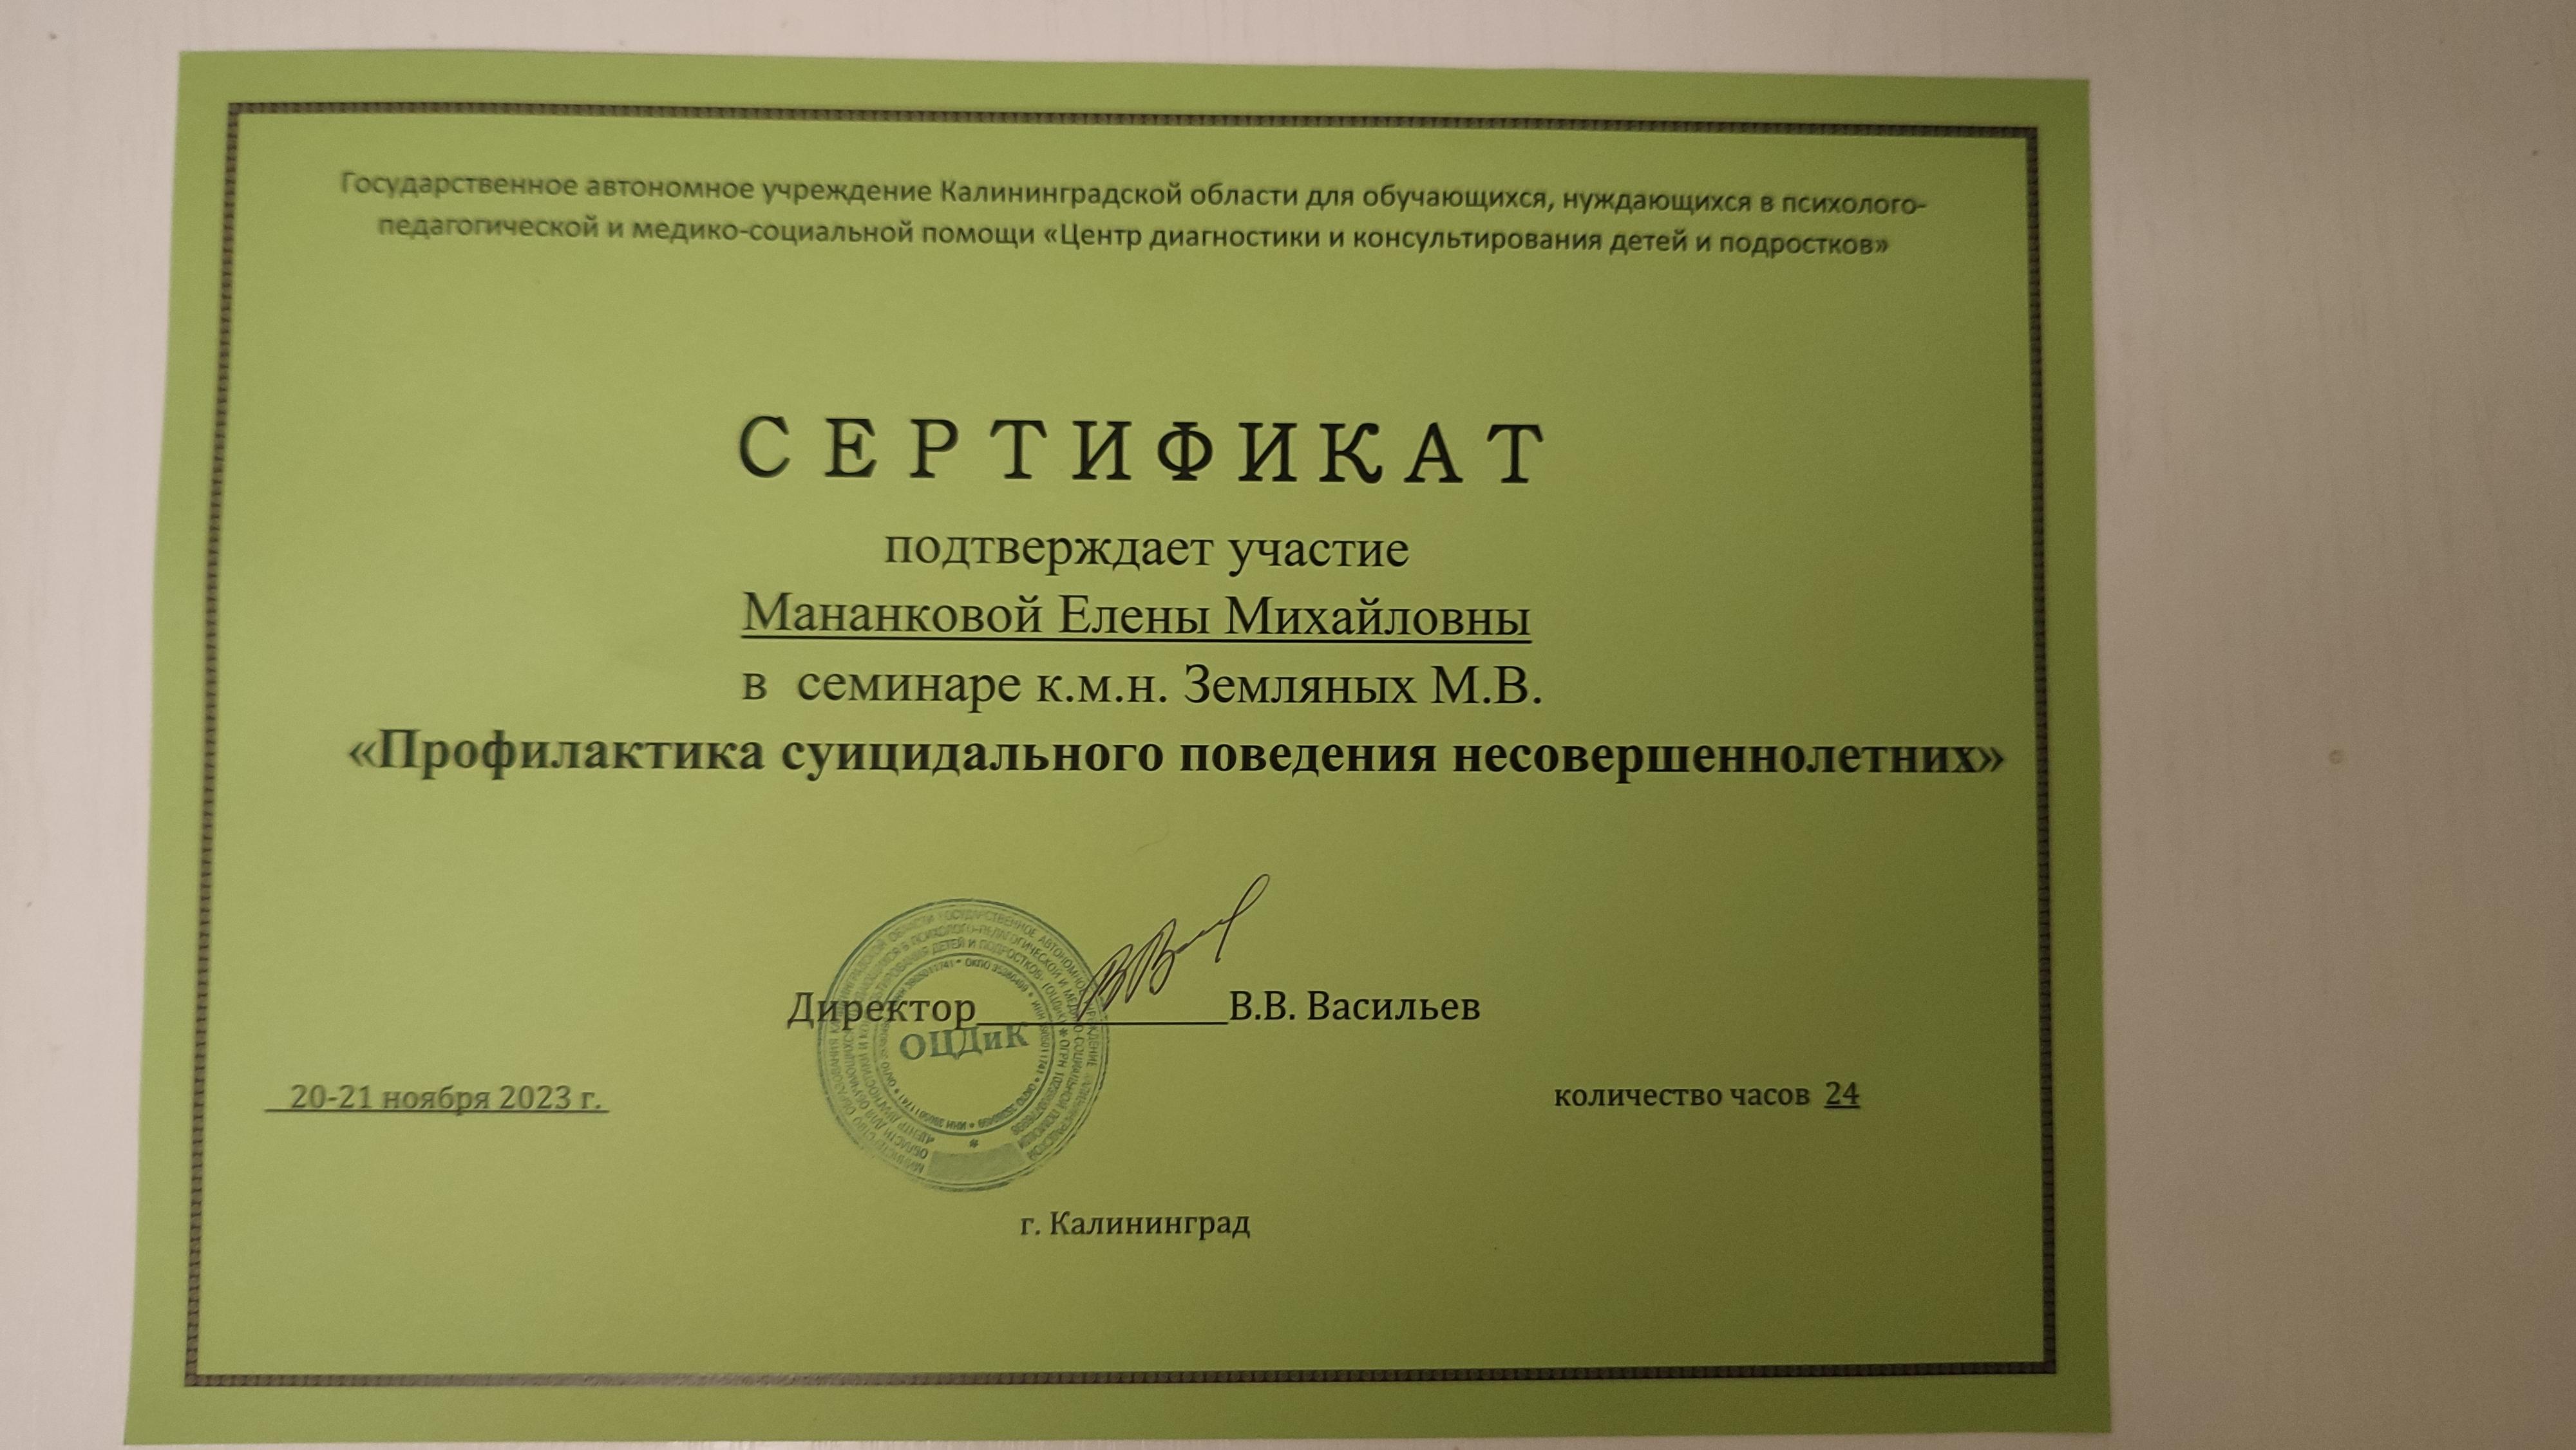 Государственное автономное учреждение Калининградской области для обучающихся, нуждающихся в психолого-
педагогической и медико-социальной помощи «Центр диагностики и консультирования детей и подростков»
СЕРТИФИКАТ
подтверждает участие
Мананковой Елены Михайловны
в семинаре к.м.н. Земляных М.В.
«Профилактика суицидального поведения несовершеннолетних»
Директор____________В.В. Васильев
ОЦДиК
20-21 ноября 2023 г.
количество часов 24
г. Калининград